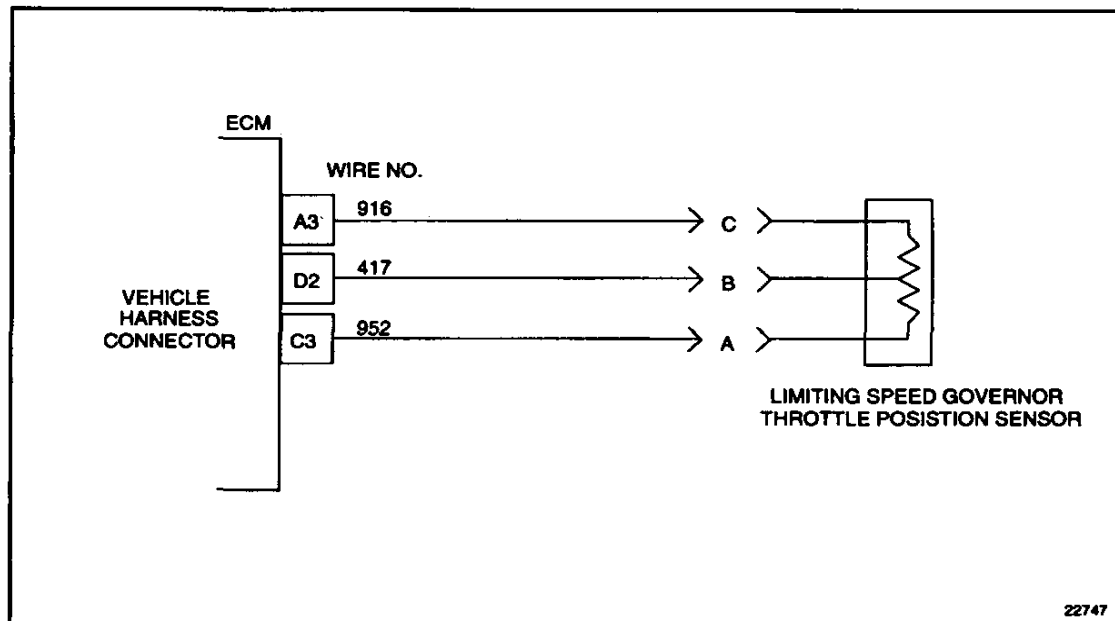 ECM
WIRE NO.
A3 916 C
D2 417 B
C3 952 A
VEHICLE
HARNESS
CONNECTOR
LIMITING SPEED GOVERNOR
THROTTLE POSISTION SENSOR
22747